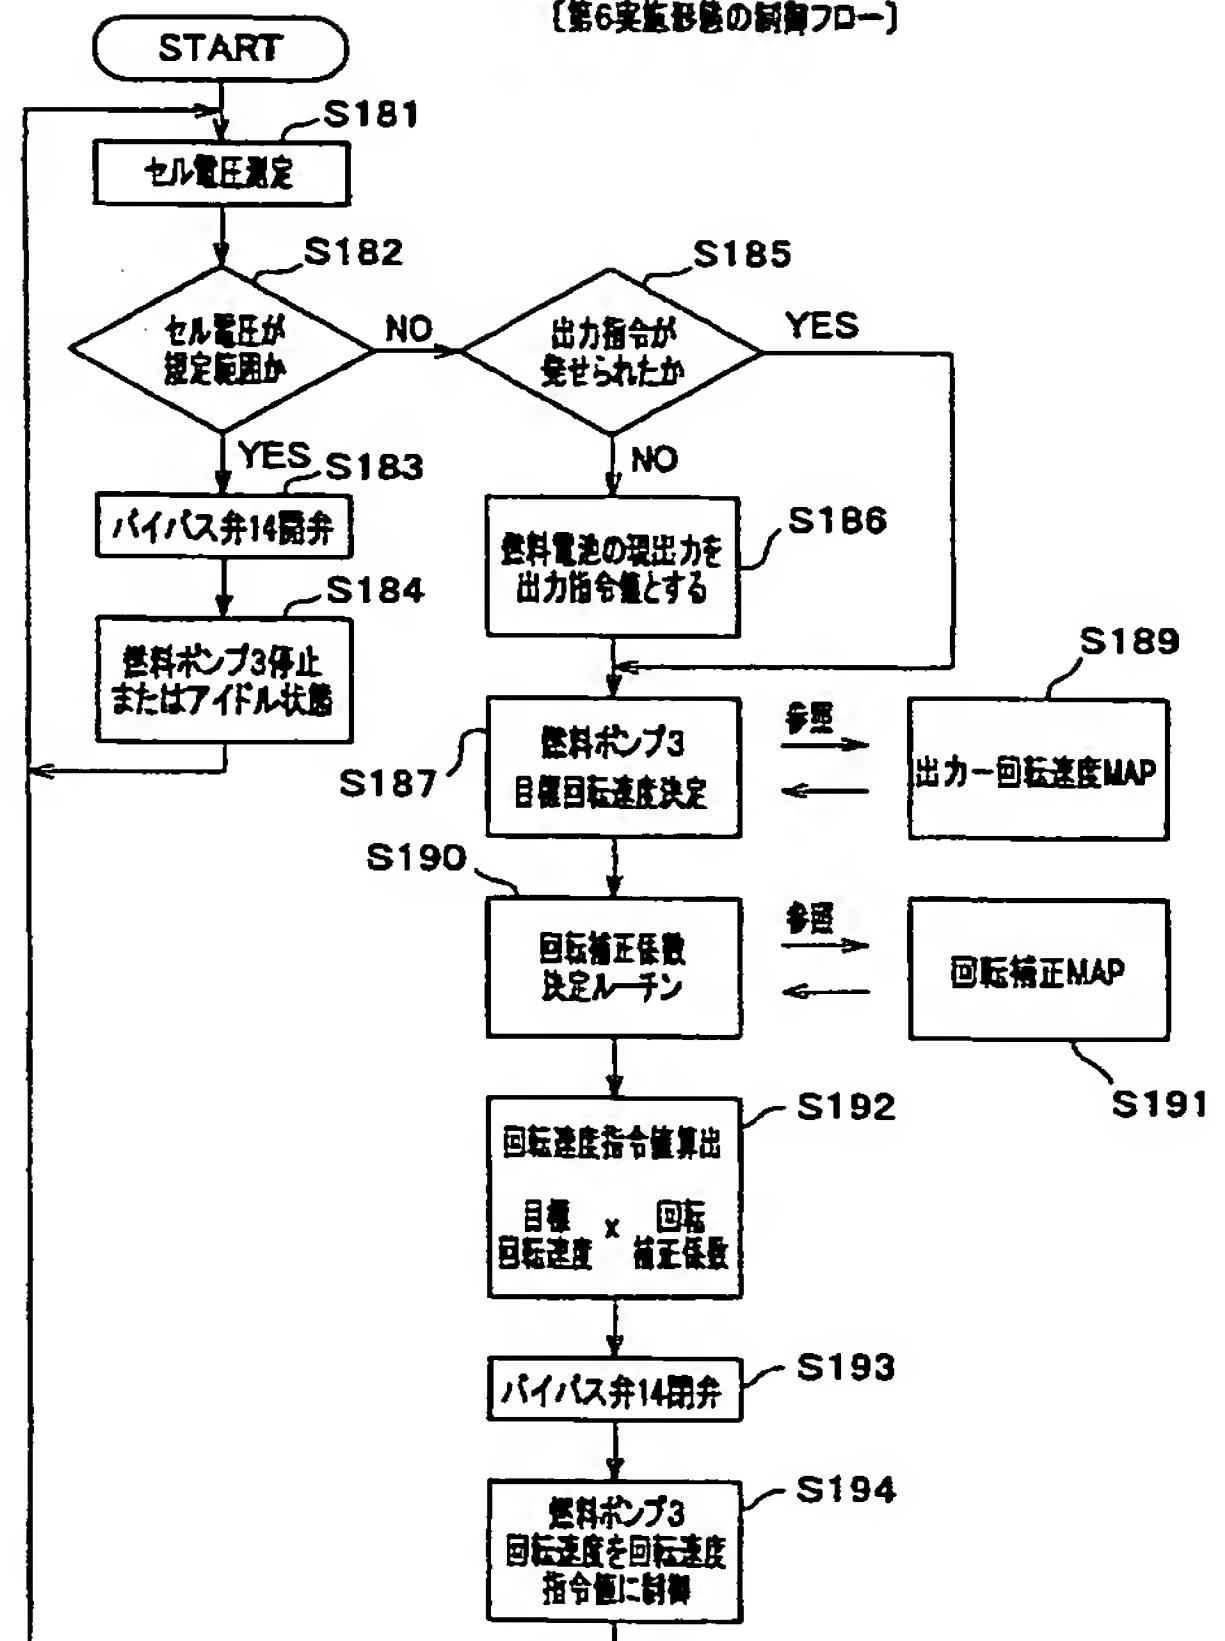 〔第6実施形態の制御フロー〕
START
S181
セル電圧測定
S182
セル電圧が
規定範囲か
NO
YES
S183
バイパス弁14開弁
S184
燃料ポンプ3停止
またはアイドル状態
S185
出力指令が
発せられたか
YES
NO
S186
燃料電池の現出力を
出力指令値とする
S187
燃料ポンプ3
目標回転速度決定
参照
S189
出力ー回転速度MAP
S190
回転補正係数
決定ルーチン
参照
回転補正MAP
S191
S192
回転速度指令値算出
目標
回転速度
x
回転
補正係数
S193
バイパス弁14閉弁
S194
燃料ポンプ3
回転速度を回転速度
指令値に制御